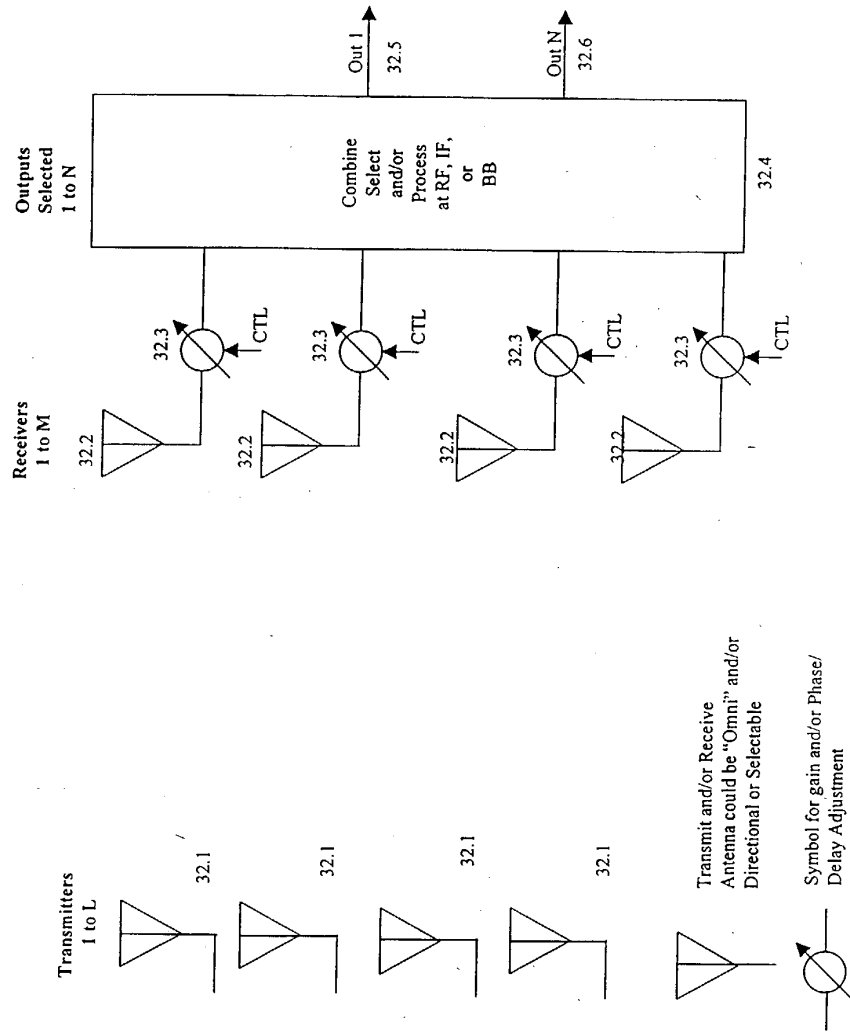 Transmitters
1 to L
32.1
32.1
32.1
32.1
Receivers
1 to M
32.2
32.2
32.2
32.2
32.3
32.3
32.3
32.3
CTL
CTL
CTL
CTL
Outputs
Selected
1 to N
Combine
Select
and/or
Process
at RF, IF,
or
BB
32.4
Out 1
32.5
Out N
32.6
Transmit and/or Receive
Antenna could be “Omni” and/or
Directional or Selectable
Symbol for gain and/or Phase/
Delay Adjustment